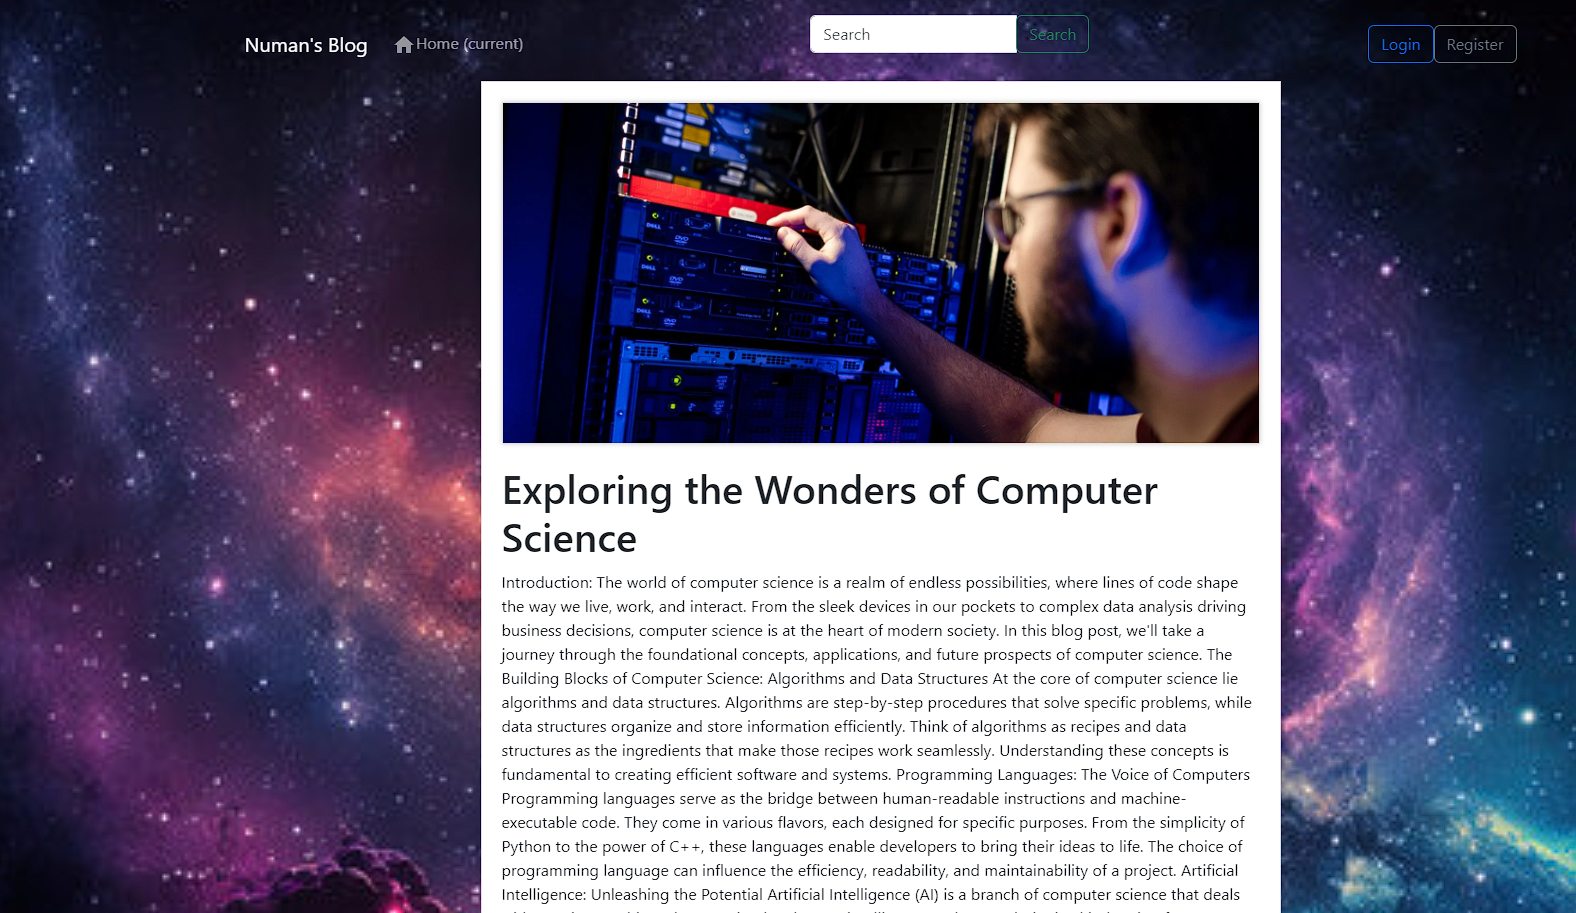 Numan's Blog
Home (current)
Search
Search
Login
Register
DELL
DELL
DELL
Exploring the Wonders of Computer
Science
Introduction: The world of computer science is a realm of endless possibilities, where lines of code shape
the way we live, work, and interact. From the sleek devices in our pockets to complex data analysis driving
business decisions, computer science is at the heart of modern society. In this blog post, we'll take a
journey through the foundational concepts, applications, and future prospects of computer science. The
Building Blocks of Computer Science: Algorithms and Data Structures At the core of computer science lie
algorithms and data structures. Algorithms are step-by-step procedures that solve specific problems, while
data structures organize and store information efficiently. Think of algorithms as recipes and data
structures as the ingredients that make those recipes work seamlessly. Understanding these concepts is
fundamental to creating efficient software and systems. Programming Languages: The Voice of Computers
Programming languages serve as the bridge between human-readable instructions and machine-
executable code. They come in various flavors, each designed for specific purposes. From the simplicity of
Python to the power of C++, these languages enable developers to bring their ideas to life. The choice of
programming language can influence the efficiency, readability, and maintainability of a project. Artificial
Intelligence: Unleashing the Potential Artificial Intelligence (AI) is a branch of computer science that deals